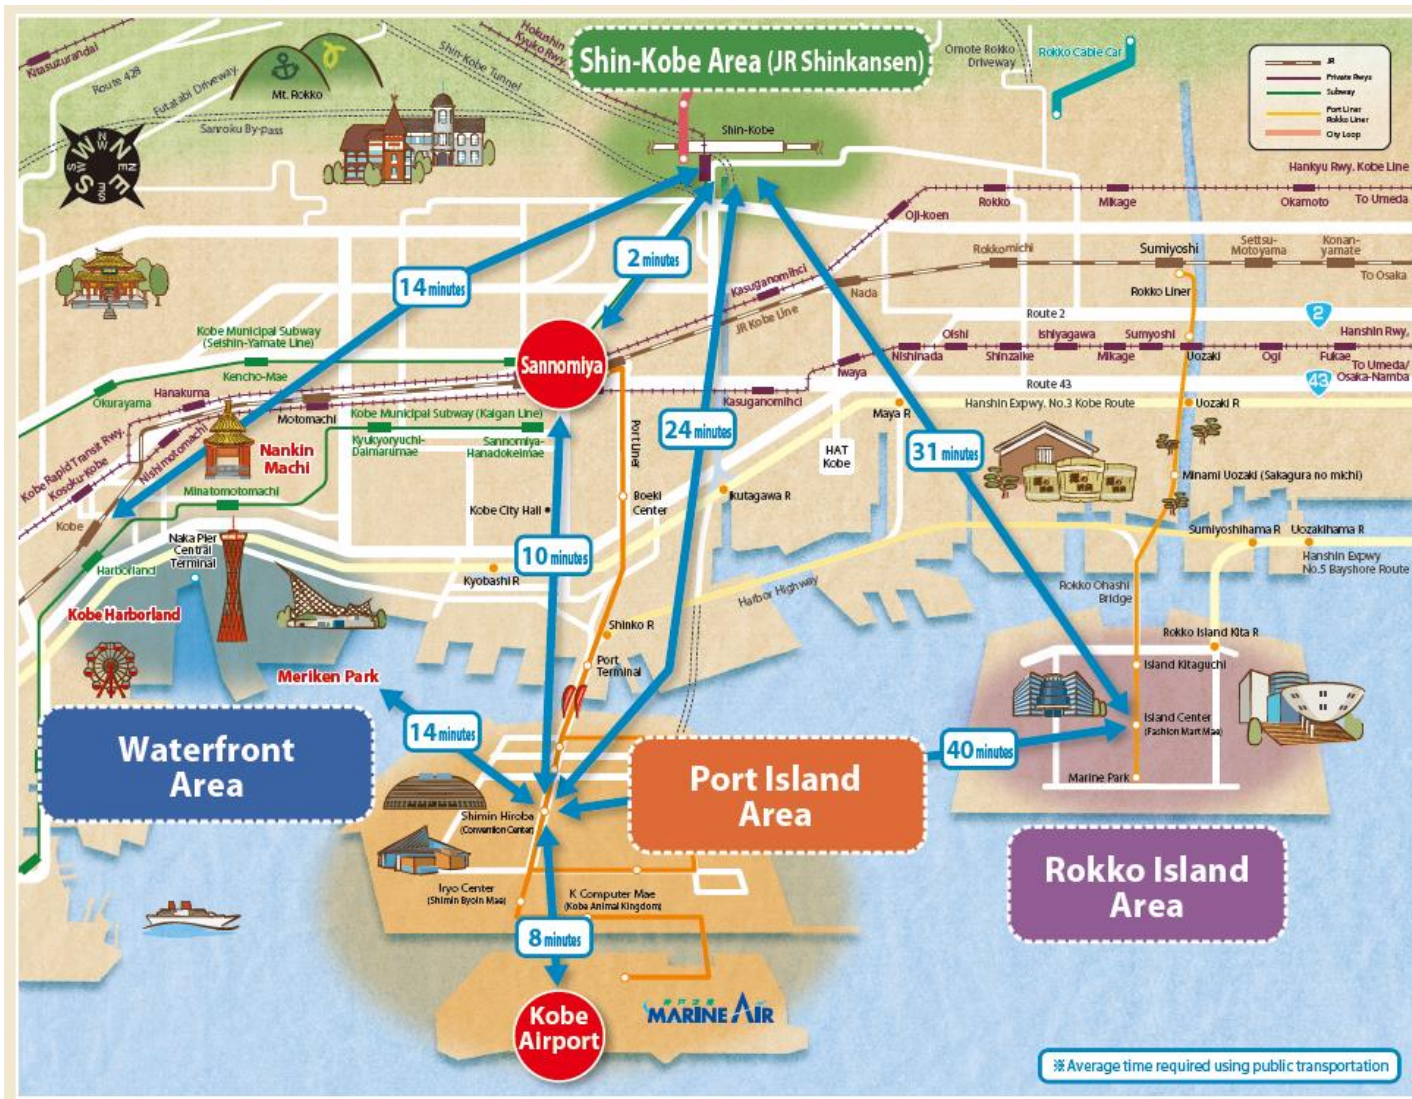 Kitasuzurandai
Route 428
Futatabi Driveway
Mt. Rokko
Sanroku By-pass
Shin-Kobe Tunnel
Hokushin
Kyuko Rwy.
Shin-Kobe Area (JR Shinkansen)
Shin-Kobe
Omote Rokko
Driveway
Rokko Cable Car
JR
Private Rwys
Subway
Port Liner
Rokko Liner
City Loop
N
NE
E
S
W
Hankyu Rwy. Kobe Line
Oji-koen
Rokko
Mikage
Okamoto
To Umeda
Rokkomichi
Sumiyoshi
Settsu-
Motoyama
Konan-
yamate
To Osaka
Rokko Liner
Kasuganomihci
Nada
JR Kobe Line
2 minutes
14 minutes
Route 2
2
Kobe Municipal Subway
(Seishin-Yamate Line)
Kencho-Mae
Okurayama
Hanakuma
Motomachi
Sannomiya
Iwaya
Nishinada
Oishi
Shinzaike
Ishiyagawa
Mikage
Sumyoshi
Uozaki
Ogi
Fukae
Hanshin Rwy.
To Umeda/
Osaka-Namba
Route 43
43
Kasuganomihci
Hanshin Expwy. No.3 Kobe Route
Maya R
Uozaki R
Kobe Municipal Subway (Kaigan Line)
Kyukyoryuchi-
Daimarumae
Sannomiya-
Hanadokeimae
Kobe Rapid Transit Rwy.
Kosoku-Kobe
Nishimotomachi
Nankin
Machi
Port Liner
24 minutes
31 minutes
HAT
Kobe
Minami Uozaki (Sakagura no michi)
Minatomotomachi
Kobe
Boeki
Center
Ikutagawa R
Kobe City Hall
Naka Pier
Central
Terminal
Harborland
10 minutes
Kyobashi R
Harbor Highway
Sumiyoshihama R
Uozakihama R
Hanshin Expwy
No.5 Bayshore Route
Rokko Ohashi
Bridge
Kobe Harborland
Shinko R
Rokko Island Kita R
Meriken Park
Port
Terminal
Island Kitaguchi
Island Center
(Fashion Mart Mae)
Marine Park
14 minutes
40 minutes
Waterfront
Area
Port Island
Area
Shimin Hiroba
(Convention Center)
Rokko Island
Area
Iryo Center
(Shimin Byoin Mae)
K Computer Mae
(Kobe Animal Kingdom)
8 minutes
Kobe
Airport
神戸空港
MARINE AIR
※Average time required using public transportation